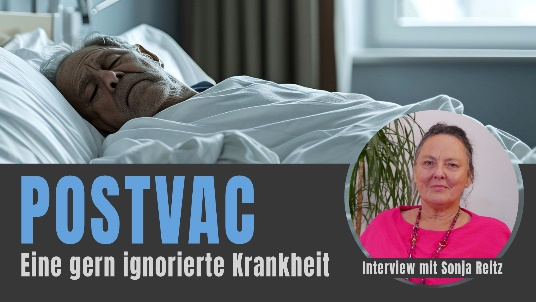 POSTVAC
Eine gern ignorierte Krankheit
Interview mit Sonja Reitz